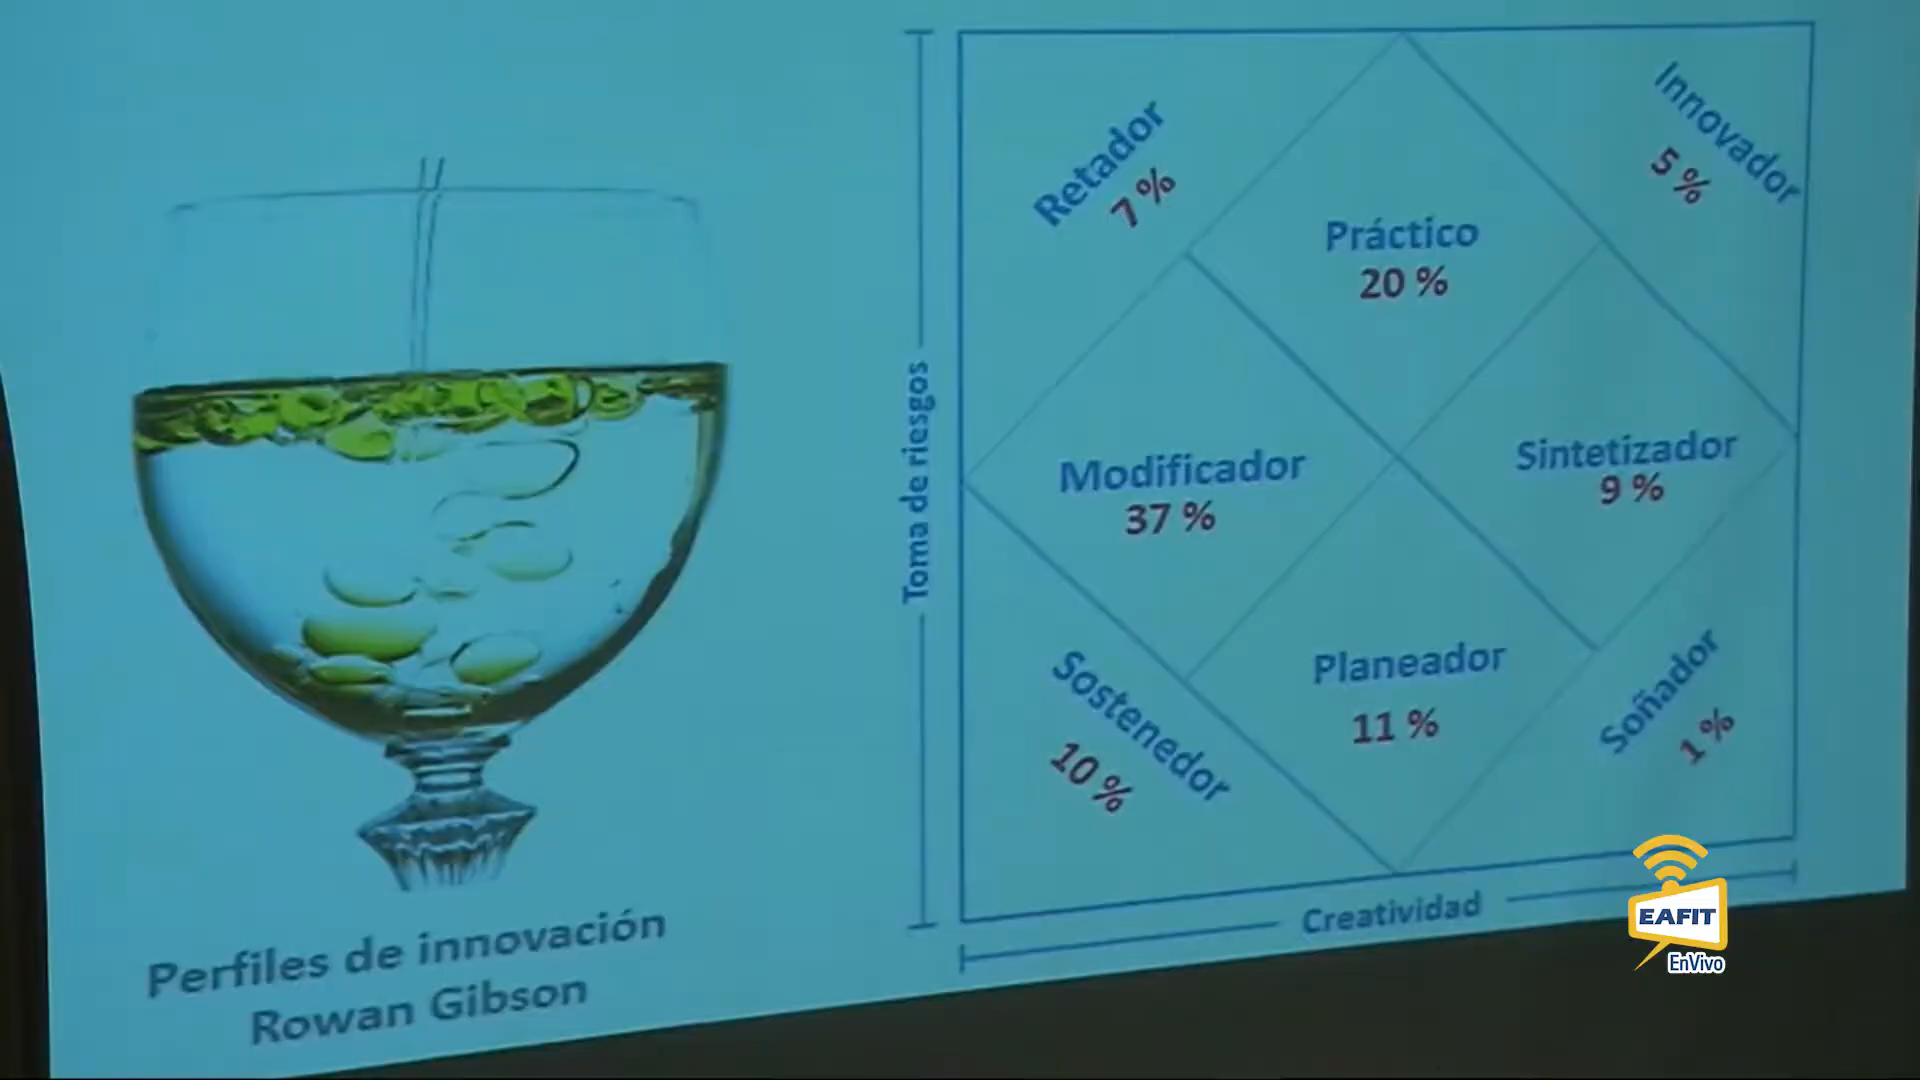 Retador
7 %
Innovador
5 %
Práctico
20 %
Toma de riesgos
Modificador
37 %
Sintetizador
9 %
Sostenedor
10 %
Planeador
11 %
Soñador
1 %
Creatividad
Perfiles de innovación
Rowan Gibson
EAFIT
EnVivo